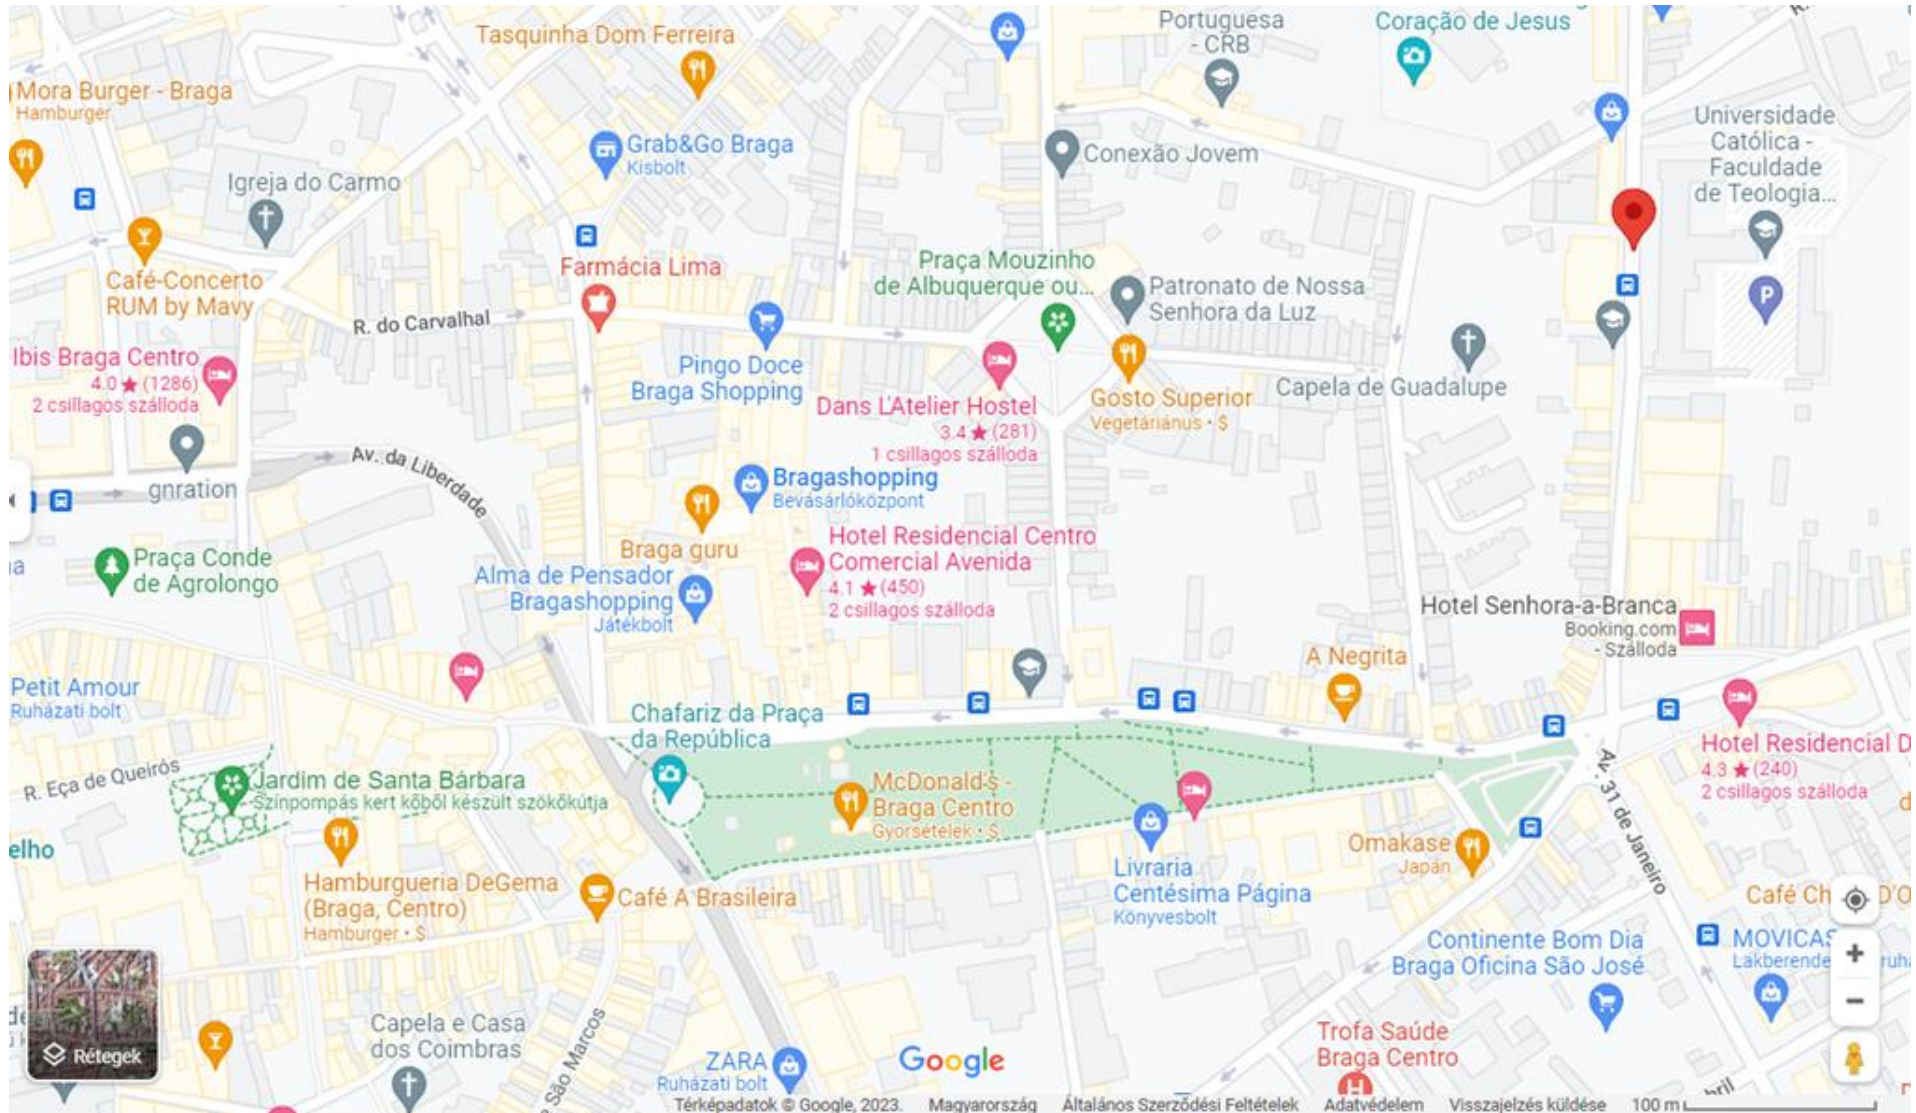 Tasquinha Dom Ferreira
Portuguesa
- CRB
Coração de Jesus
Mora Burger - Braga
Hamburger
Universidade
Católica -
Faculdade
de Teologia...
Grab&Go Braga
Kisbolt
Conexão Jovem
Igreja do Carmo
Café-Concerto
RUM by Mavy
Farmácia Lima
Praça Mouzinho
de Albuquerque ou...
Patronato de Nossa
Senhora da Luz
P
R. do Carvalhal
Ibis Braga Centro
4.0 ★ (1286)
2 csillagos szálloda
Pingo Doce
Braga Shopping
Dans L'Atelier Hostel
3.4 ★ (281)
1 csillagos szálloda
Gosto Superior
Vegetáriánus · $
Capela de Guadalupe
Av. da Liberdade
gnration
Bragashopping
Bevásárlóközpont
Braga guru
Hotel Residencial Centro
Comercial Avenida
4.1 ★ (450)
2 csillagos szálloda
Praça Conde
de Agrolongo
Alma de Pensador
Bragashopping
Játékbolt
Hotel Senhora-a-Branca
Booking.com
- Szálloda
A Negrita
Petit Amour
Ruházati bolt
Chafariz da Praça
da República
Hotel Residencial D
4.3 ★ (240)
2 csillagos szálloda
R. Eça de Queirós
Jardim de Santa Bárbara
Színpompás kert kőből készült szökőkútja
McDonald's -
Braga Centro
Gyorsételek · $
Av. 31 de Janeiro
Omakase
Japán
elho
Hamburgueria DeGema
(Braga, Centro)
Hamburger · $
Café A Brasileira
Livraria
Centésima Página
Könyvesbolt
Café Ch
D'O
Continente Bom Dia
Braga Oficina São José
MOVICAS
Lakberende
ruha
Capela e Casa
dos Coimbras
São Marcos
Rétegek
ZARA
Ruházati bolt
Google
Trofa Saúde
Braga Centro
H
bril
Térképadatok © Google, 2023.
Magyarország
Általános Szerződési Feltételek
Adatvédelem
Visszajelzés küldése
100 m